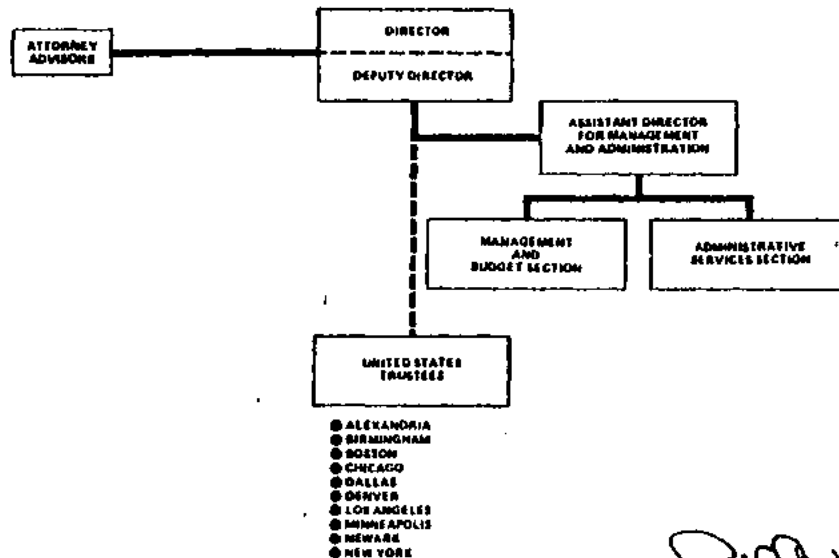 DIRECTOR
ATTORNEY
ADVISORS
DEPUTY DIRECTOR
ASSISTANT DIRECTOR
FOR MANAGEMENT
AND ADMINISTRATION
MANAGEMENT
AND
BUDGET SECTION
ADMINISTRATIVE
SERVICES SECTION
UNITED STATES
TRUSTEES
● ALEXANDRIA
● BIRMINGHAM
● BOSTON
● CHICAGO
● DALLAS
● DENVER
● LOS ANGELES
● MINNEAPOLIS
● NEWARK
● NEW YORK